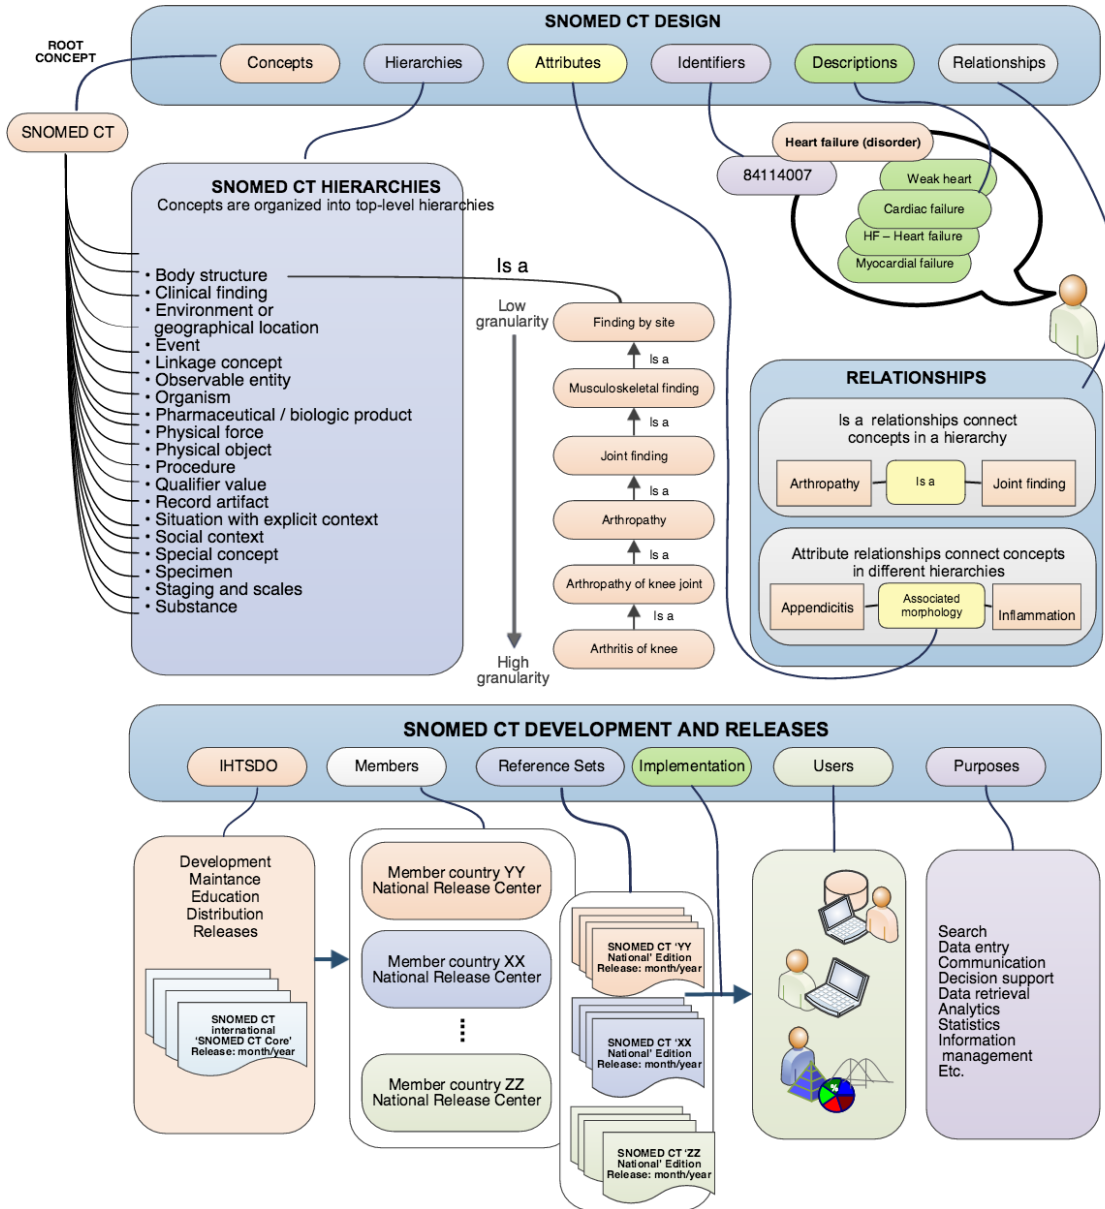 SNOMED CT DESIGN
ROOT
CONCEPT
Concepts
Hierarchies
Attributes
Identifiers
Descriptions
Relationships
SNOMED CT
Heart failure (disorder)
84114007
Weak heart
Cardiac failure
HF – Heart failure
Myocardial failure
SNOMED CT HIERARCHIES
Concepts are organized into top-level hierarchies
• Body structure
• Clinical finding
• Environment or
geographical location
• Event
• Linkage concept
• Observable entity
• Organism
• Pharmaceutical / biologic product
• Physical force
• Physical object
• Procedure
• Qualifier value
• Record artifact
• Situation with explicit context
• Social context
• Special concept
• Specimen
• Staging and scales
• Substance
Is a
Low
granularity
High
granularity
Finding by site
Is a
Musculoskeletal finding
Is a
Joint finding
Is a
Arthropathy
Is a
Arthropathy of knee joint
Is a
Arthritis of knee
RELATIONSHIPS
Is a relationships connect
concepts in a hierarchy
Arthropathy
Is a
Joint finding
Attribute relationships connect concepts
in different hierarchies
Appendicitis
Associated
morphology
Inflammation
SNOMED CT DEVELOPMENT AND RELEASES
IHTSDO
Members
Reference Sets
Implementation
Users
Purposes
Development
Maintance
Education
Distribution
Releases
SNOMED CT
international
'SNOMED CT Core'
Release: month/year
Member country YY
National Release Center
Member country XX
National Release Center
Member country ZZ
National Release Center
SNOMED CT 'YY
National' Edition
Release: month/year
SNOMED CT 'XX
National' Edition
Release: month/year
SNOMED CT 'ZZ
National' Edition
Release: month/year
%
Search
Data entry
Communication
Decision support
Data retrieval
Analytics
Statistics
Information
management
Etc.